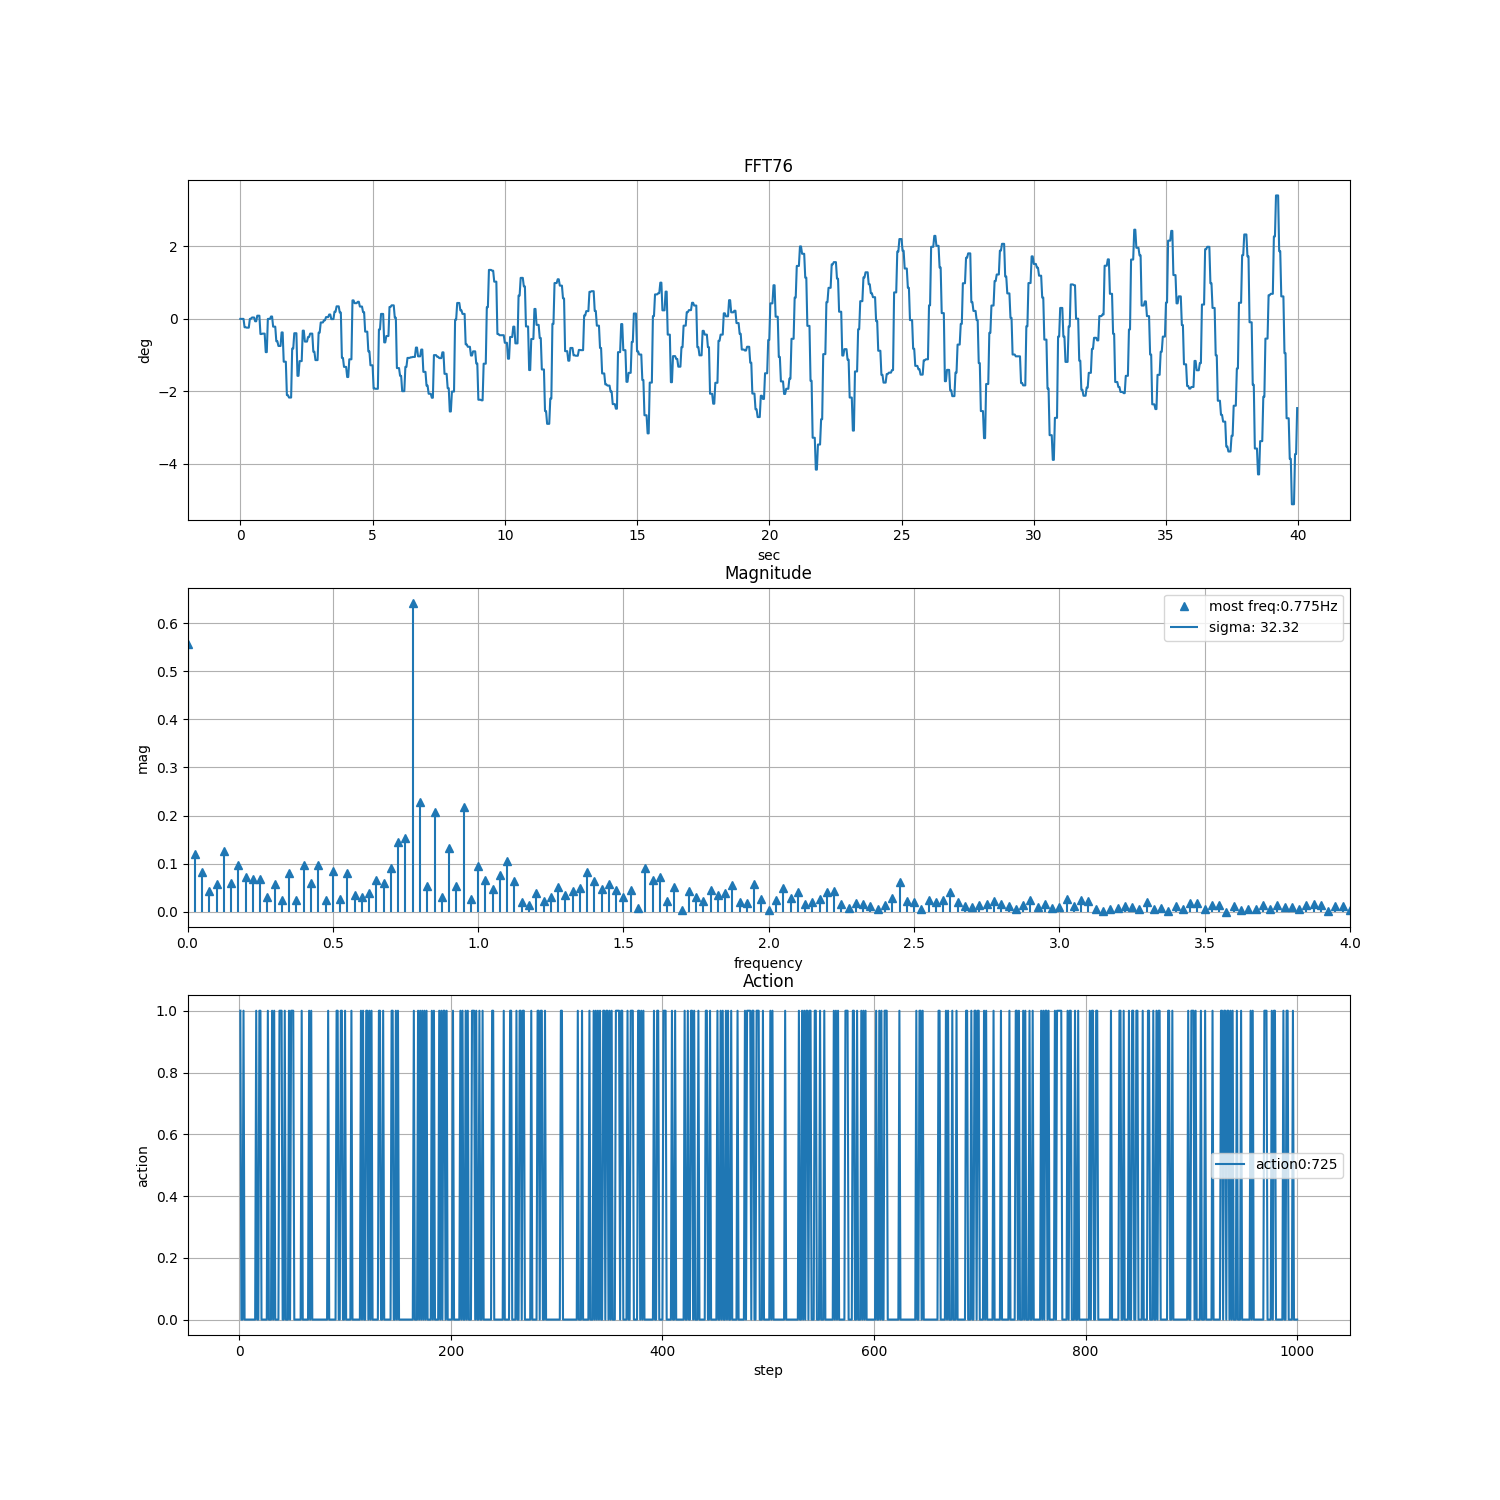 FFT76
2
0
−2
−4
deg
0 5 10 15 20 25 30 35 40
sec
Magnitude
most freq:0.775Hz
sigma: 32.32
0.6
0.5
0.4
0.3
0.2
0.1
0.0
mag
0.0 0.5 1.0 1.5 2.0 2.5 3.0 3.5 4.0
frequency
Action
1.0
0.8
0.6
0.4
0.2
0.0
action
action0:725
0 200 400 600 800 1000
step